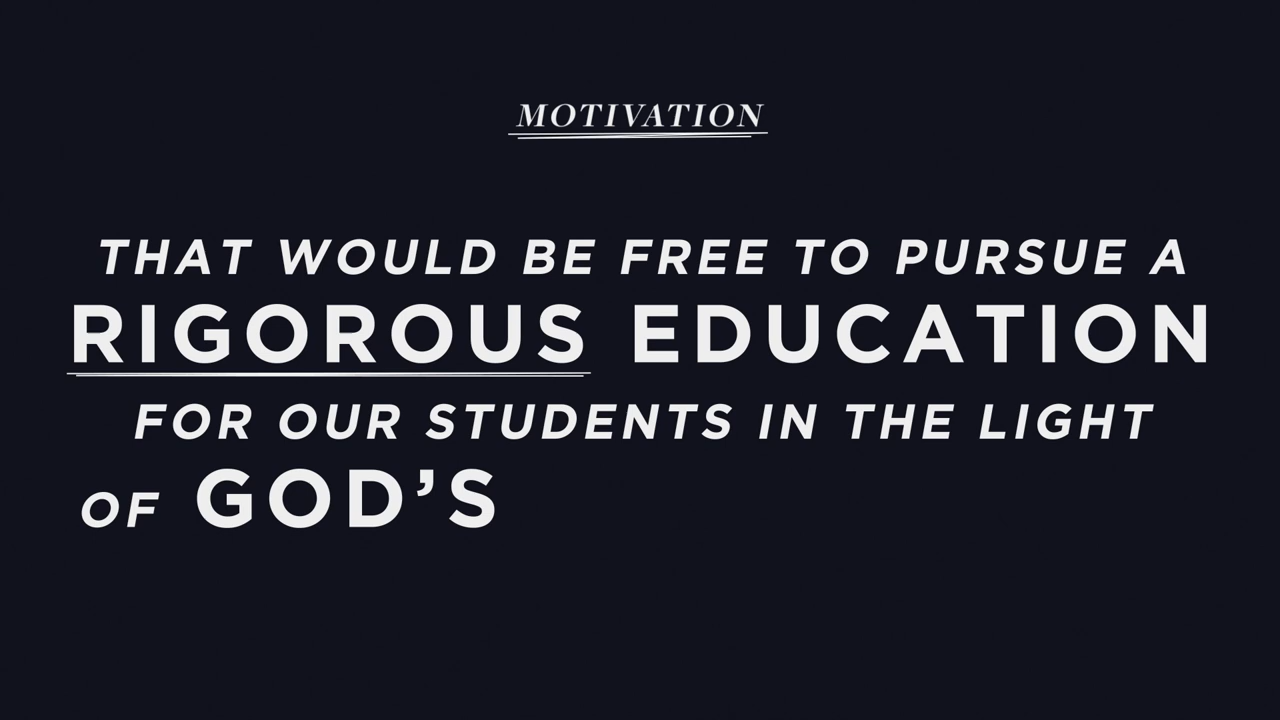 MOTIVATION
THAT WOULD BE FREE TO PURSUE A
RIGOROUS EDUCATION
FOR OUR STUDENTS IN THE LIGHT
OF GOD’S